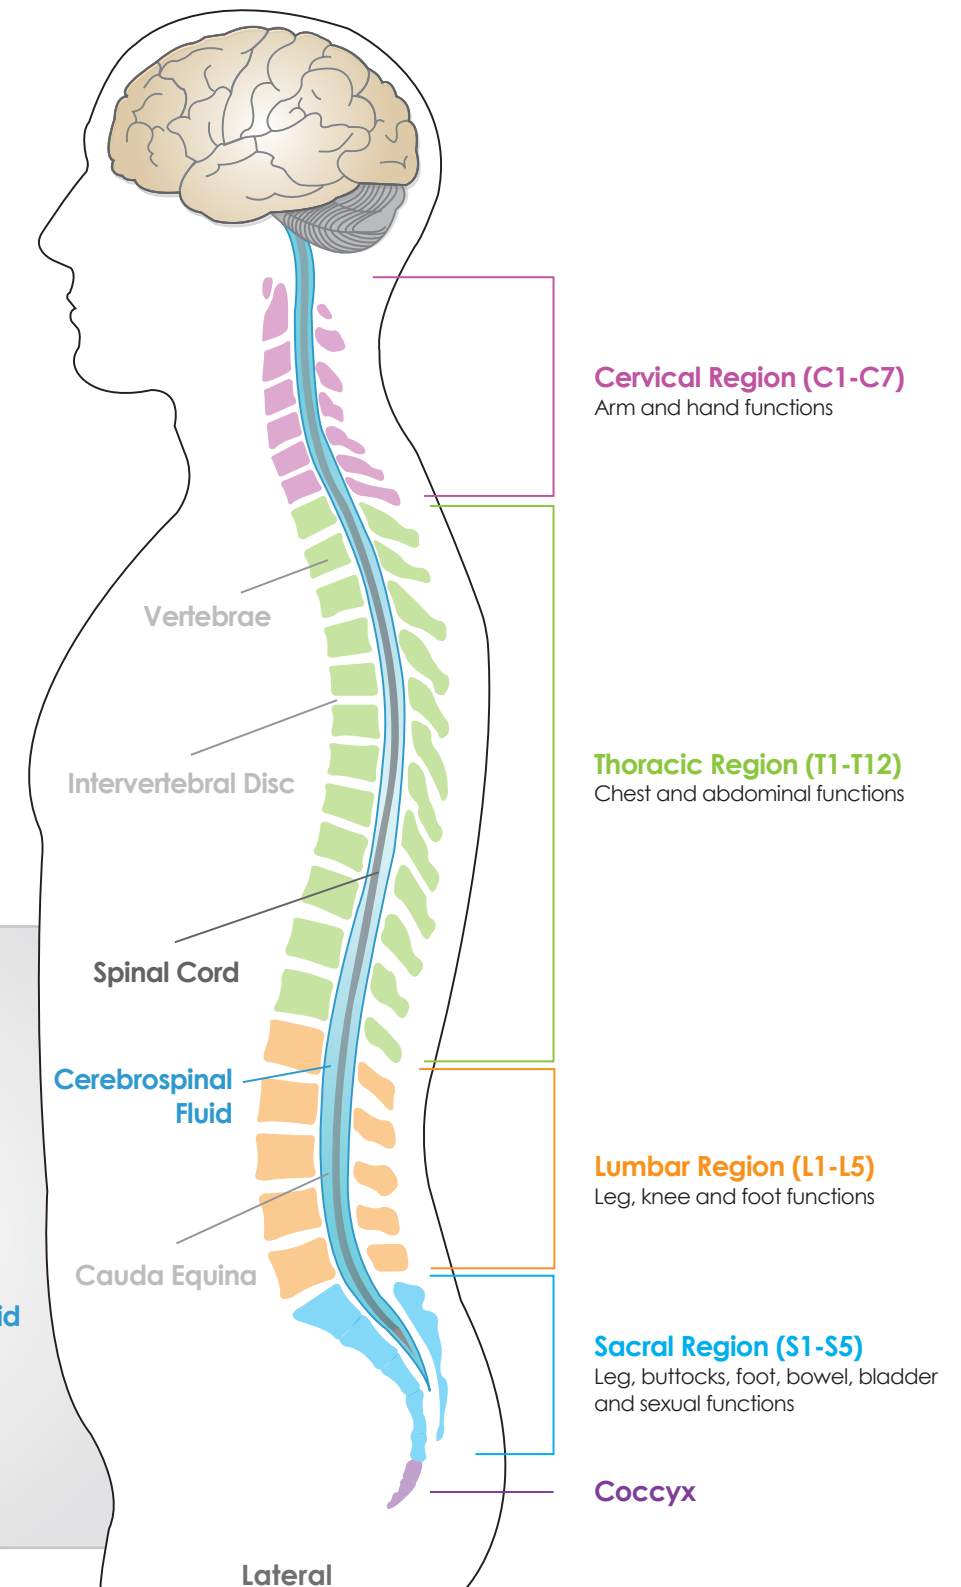 Cervical Region (C1-C7)
Arm and hand functions
Vertebrae
Thoracic Region (T1-T12)
Chest and abdominal functions
Intervertebral Disc
Spinal Cord
Cerebrospinal
Fluid
Lumbar Region (L1-L5)
Leg, knee and foot functions
Cauda Equina
id
Sacral Region (S1-S5)
Leg, buttocks, foot, bowel, bladder
and sexual functions
Coccyx
Lateral